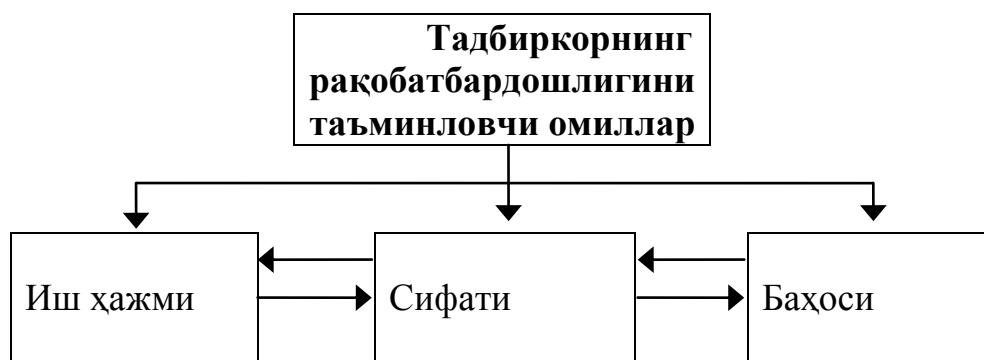 Тадбиркорнинг
рақобатбардошлигини
таъминловчи омиллар
Иш ҳажми
Сифати
Баҳоси